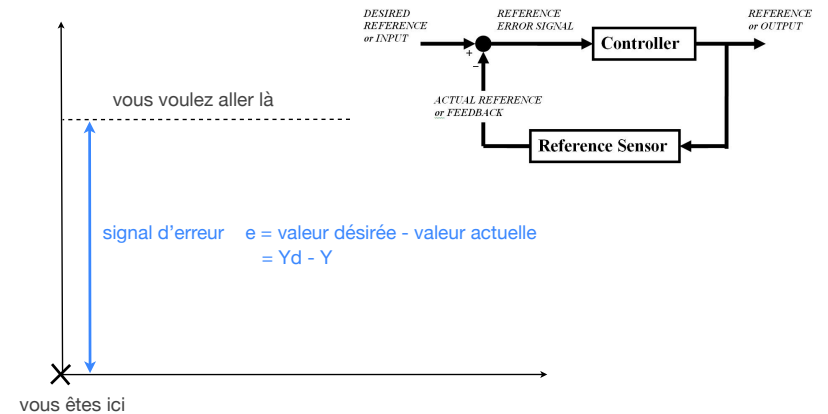 DESIRED
REFERENCE
or INPUT
REFERENCE
ERROR SIGNAL
REFERENCE
or OUTPUT
+
−
Controller
ACTUAL REFERENCE
or FEEDBACK
Reference Sensor
vous voulez aller là
signal d'erreur e = valeur désirée - valeur actuelle
= Yd - Y
vous êtes ici